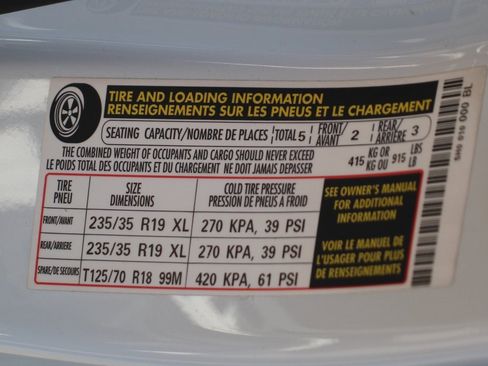 TIRE AND LOADING INFORMATION
RENSEIGNEMENTS SUR LES PNEUS ET LE CHARGEMENT
SEATING CAPACITY/NOMBRE DE PLACES TOTAL 5 FRONT/AVANT 2 REAR/ARRIÈRE 3
THE COMBINED WEIGHT OF OCCUPANTS AND CARGO SHOULD NEVER EXCEED
LE POIDS TOTAL DES OCCUPANTS ET DU CHARGEMENT NE DOIT JAMAIS DÉPASSER
415 KG OR KG OU 915 LBS LB
TIRE PNEU
SIZE DIMENSIONS
COLD TIRE PRESSURE
PRESSION DE PNEUS A FROID
FRONT/AVANT 235/35 R19 XL 270 KPA, 39 PSI
REAR/ARRIERE 235/35 R19 XL 270 KPA, 39 PSI
SPARE/DE SECOURS T125/70 R18 99M 420 KPA, 61 PSI
SEE OWNER'S MANUAL
FOR ADDITIONAL
INFORMATION
VOIR LE MANUEL DE
L'USAGER POUR PLUS
DE RENSEIGNEMENTS
000 BL